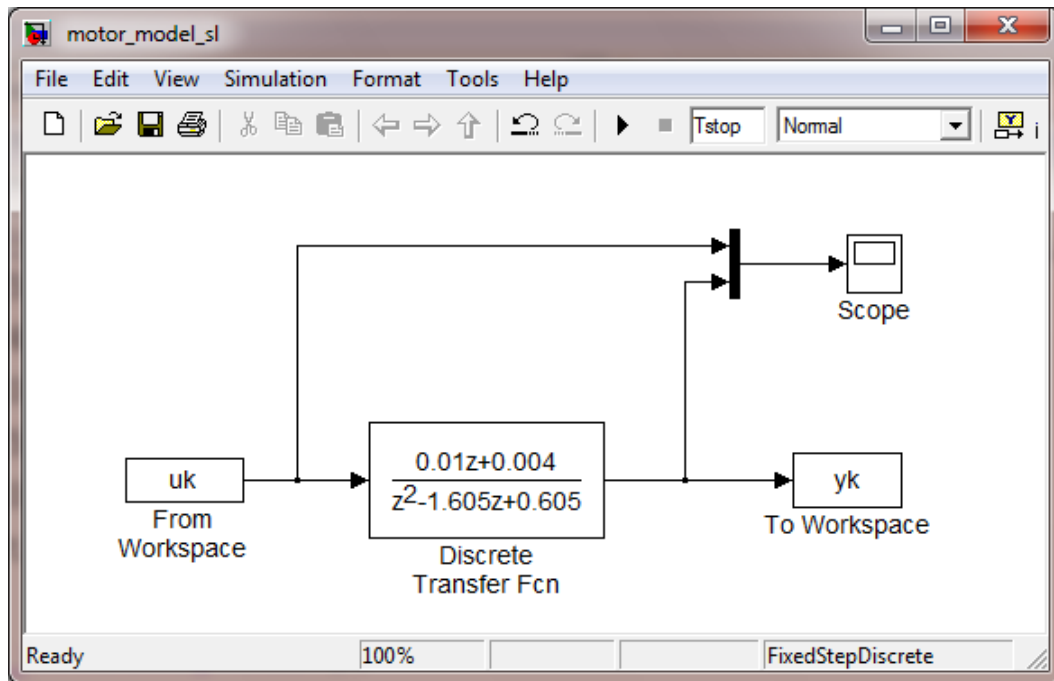 motor_model_sl
File Edit View Simulation Format Tools Help
Tstop Normal i
Scope
uk
From
Workspace
0.01z+0.004
z2-1.605z+0.605
Discrete
Transfer Fcn
yk
To Workspace
Ready 100% FixedStepDiscrete